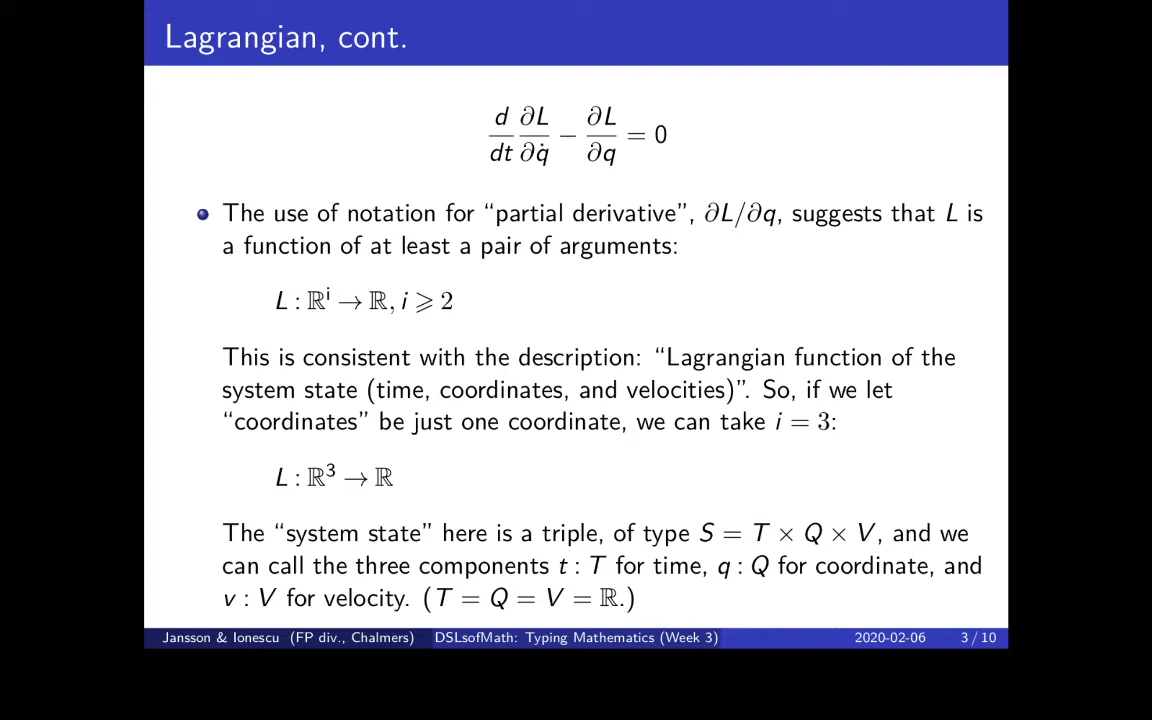 Lagrangian, cont.
d/dt ∂L/∂q̇ − ∂L/∂q = 0
The use of notation for “partial derivative”, ∂L/∂q, suggests that L is
a function of at least a pair of arguments:
L : ℝⁱ → ℝ, i ⩾ 2
This is consistent with the description: “Lagrangian function of the
system state (time, coordinates, and velocities)”. So, if we let
“coordinates” be just one coordinate, we can take i = 3:
L : ℝ³ → ℝ
The “system state” here is a triple, of type S = T × Q × V, and we
can call the three components t : T for time, q : Q for coordinate, and
v : V for velocity. (T = Q = V = ℝ.)
Jansson & Ionescu (FP div., Chalmers) DSLsofMath: Typing Mathematics (Week 3) 2020-02-06 3 / 10